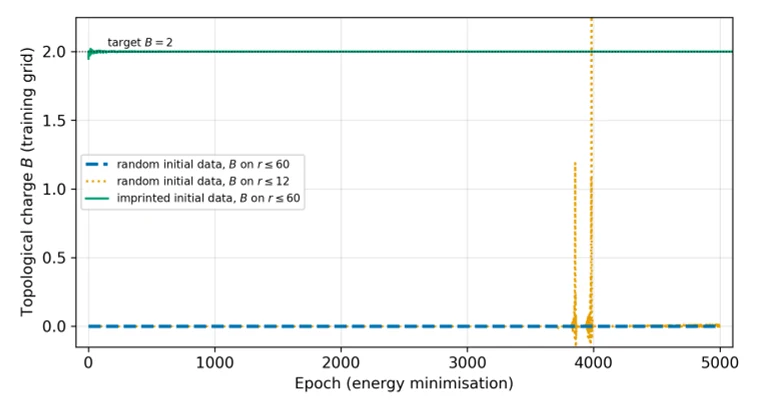 2.0
1.5
1.0
0.5
0.0
Topological charge B (training grid)
target B = 2
random initial data, B on r ≤ 60
random initial data, B on r ≤ 12
imprinted initial data, B on r ≤ 60
0 1000 2000 3000 4000 5000
Epoch (energy minimisation)